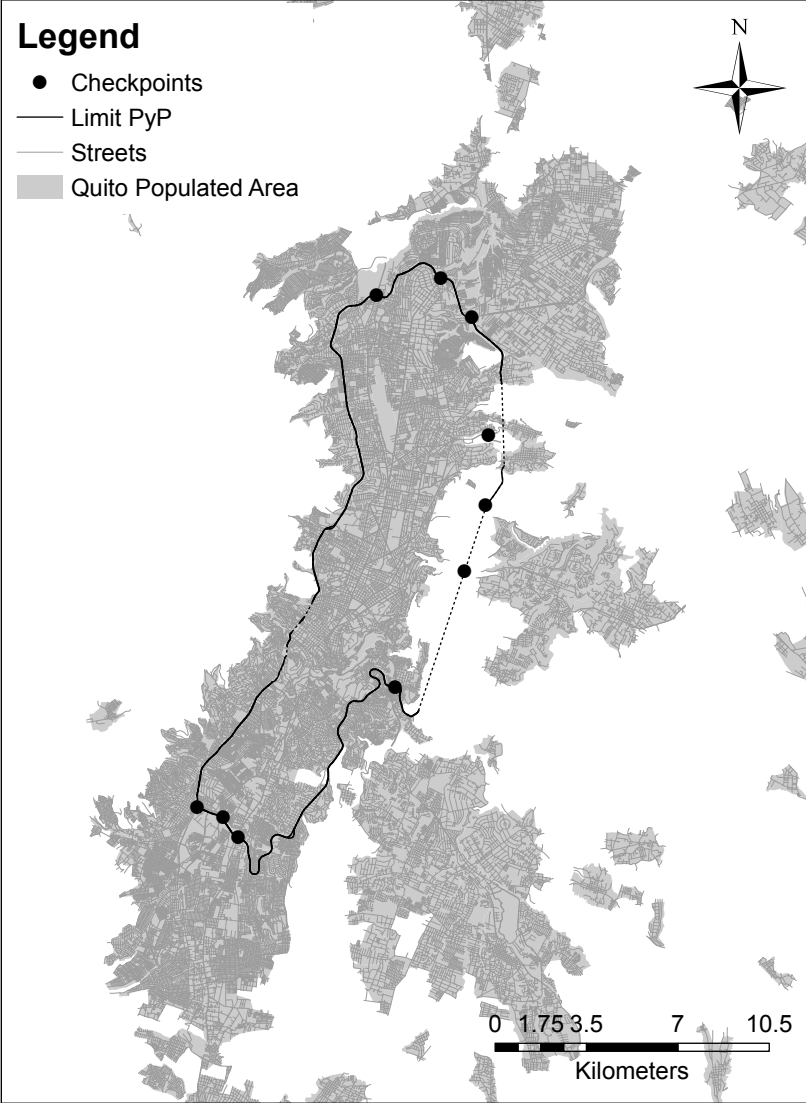 Legend
Checkpoints
Limit PyP
Streets
Quito Populated Area
N
0 1.75 3.5 7 10.5
Kilometers